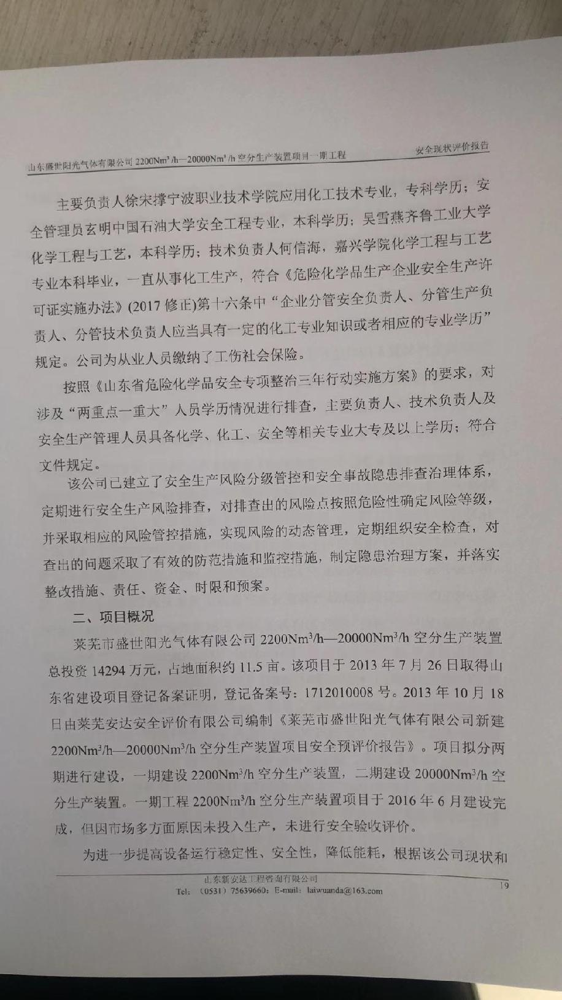 山东盛世阳光气体有限公司 2200Nm³/h—20000Nm³/h 空分生产装置项目一期工程 安全现状评价报告
主要负责人徐宋撑宁波职业技术学院应用化工技术专业，专科学历；安
全管理员玄明中国石油大学安全工程专业，本科学历；吴雪燕齐鲁工业大学
化学工程与工艺，本科学历；技术负责人何信海，嘉兴学院化学工程与工艺
专业本科毕业，一直从事化工生产，符合《危险化学品生产企业安全生产许
可证实施办法》(2017 修正)第十六条中“企业分管安全负责人、分管生产负
责人、分管技术负责人应当具有一定的化工专业知识或者相应的专业学历”
规定。公司为从业人员缴纳了工伤社会保险。
按照《山东省危险化学品安全专项整治三年行动实施方案》的要求，对
涉及“两重点一重大”人员学历情况进行排查，主要负责人、技术负责人及
安全生产管理人员具备化学、化工、安全等相关专业大专及以上学历；符合
文件规定。
该公司已建立了安全生产风险分级管控和安全事故隐患排查治理体系，
定期进行安全生产风险排查，对排查出的风险点按照危险性确定风险等级，
并采取相应的风险管控措施，实现风险的动态管理，定期组织安全检查，对
查出的问题采取了有效的防范措施和监控措施，制定隐患治理方案，并落实
整改措施、责任、资金、时限和预案。
二、项目概况
莱芜市盛世阳光气体有限公司 2200Nm³/h—20000Nm³/h 空分生产装置
总投资 14294 万元，占地面积约 11.5 亩。该项目于 2013 年 7 月 26 日取得山
东省建设项目登记备案证明，登记备案号：1712010008 号。2013 年 10 月 18
日由莱芜安达安全评价有限公司编制《莱芜市盛世阳光气体有限公司新建
2200Nm³/h—20000Nm³/h 空分生产装置项目安全预评价报告》。项目拟分两
期进行建设，一期建设 2200Nm³/h 空分生产装置，二期建设 20000Nm³/h 空
分生产装置。一期工程 2200Nm³/h 空分生产装置项目于 2016 年 6 月建设完
成，但因市场多方面原因未投入生产，未进行安全验收评价。
为进一步提高设备运行稳定性、安全性，降低能耗，根据该公司现状和
山东新安达工程咨询有限公司
Tel: （0531）75639660; E-mail: laiwuanda@163.com
19